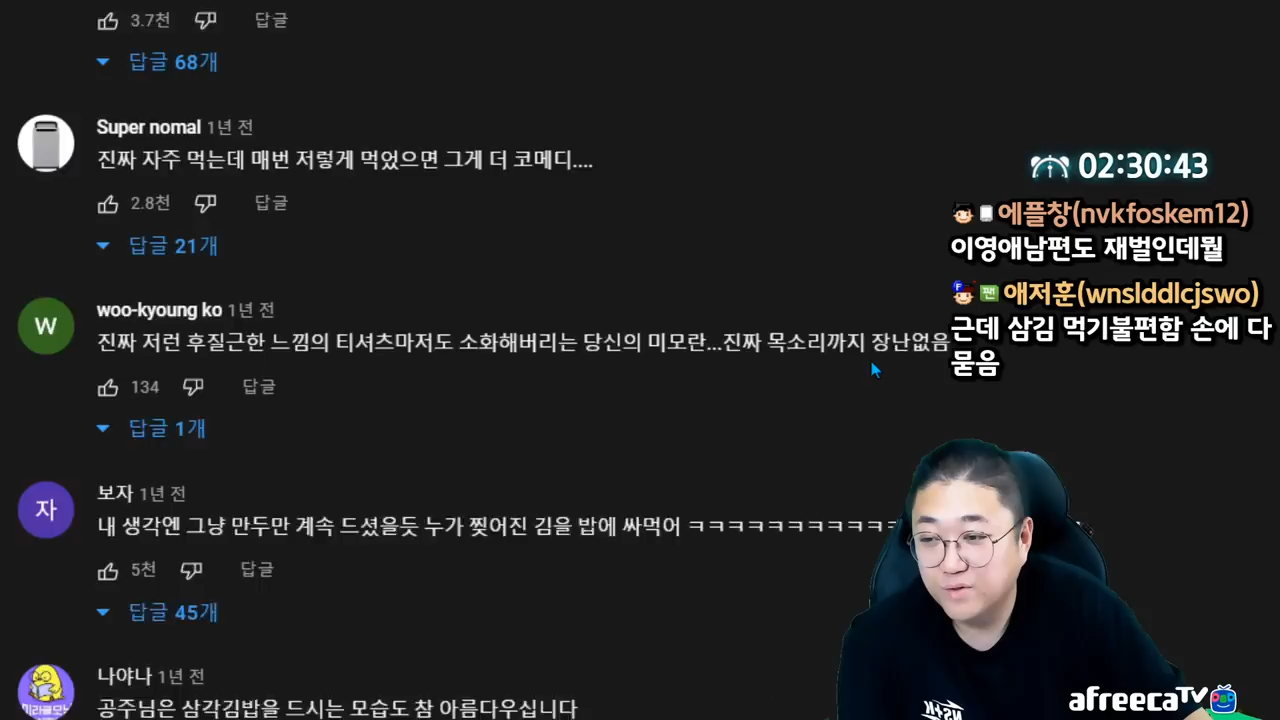 3.7천 답글
답글 68개
Super nomal 1년 전
진짜 자주 먹는데 매번 저렇게 먹었으면 그게 더 코메디....
2.8천 답글
답글 21개
woo-kyoung ko 1년 전
진짜 저런 후질근한 느낌의 티셔츠마저도 소화해버리는 당신의 미모란...진짜 목소리까지 장난없음
134 답글
답글 1개
W
보자 1년 전
내 생각엔 그냥 만두만 계속 드셨을듯 누가 찢어진 김을 밥에 싸먹어 ㅋㅋㅋㅋㅋㅋㅋㅋㅋㅋㅋ
5천 답글
답글 45개
자
나야나 1년 전
공주님은 삼각김밥을 드시는 모습도 참 아름다우십니다
02:30:43
에플창(nvkfoskem12)
이영애남편도 재벌인데뭘
팬 애저훈(wnslddlcjswo)
근데 삼김 먹기불편함 손에 다
묻음
afreecaTV